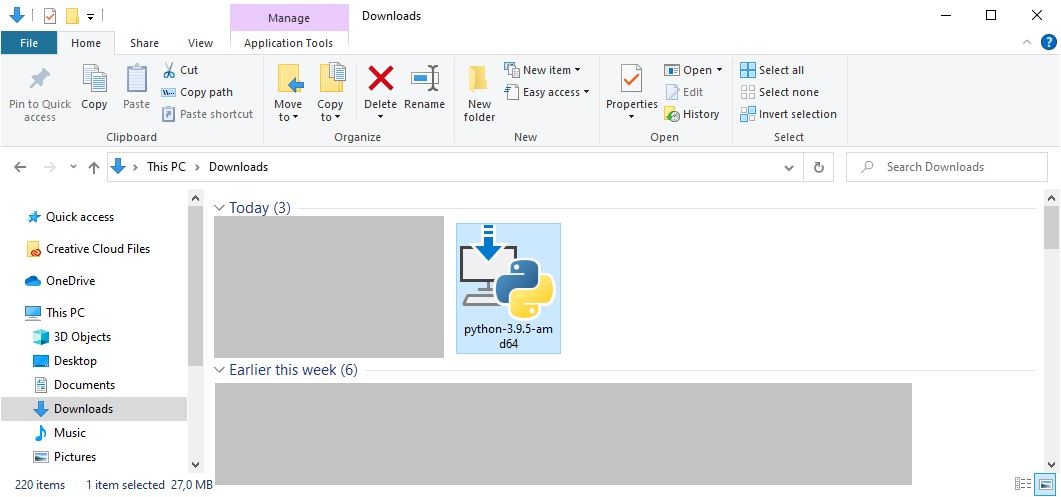 Manage
Downloads
File
Home
Share
View
Application Tools
Pin to Quick
access
Copy
Paste
Cut
Copy path
Paste shortcut
Clipboard
Move
to
Copy
to
Delete
Rename
Organize
New
folder
New item
Easy access
New
Properties
Open
Edit
History
Open
Select all
Select none
Invert selection
Select
This PC > Downloads
Search Downloads
Quick access
Creative Cloud Files
OneDrive
This PC
3D Objects
Desktop
Documents
Downloads
Music
Pictures
Today (3)
python-3.9.5-am
d64
Earlier this week (6)
220 items
1 item selected 27,0 MB